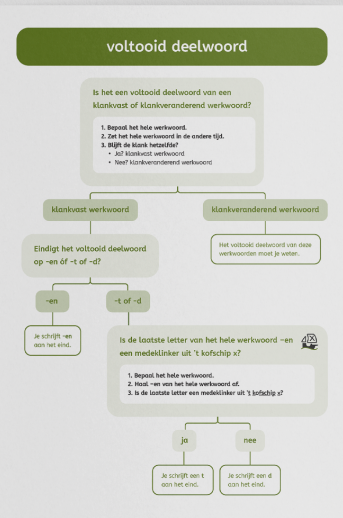 voltooid deelwoord
Is het een voltooid deelwoord van een
klankvast of klankveranderend werkwoord?
1. Bepaal het hele werkwoord.
2. Zet het hele werkwoord in de andere tijd.
3. Blijft de klank hetzelfde?
• Ja? klankvast werkwoord
• Nee? klankveranderend werkwoord
klankvast werkwoord
klankveranderend werkwoord
Eindigt het voltooid deelwoord
op -en óf -t of -d?
Het voltooid deelwoord van deze
werkwoorden moet je weten.
-en
-t of -d
Je schrijft -en
aan het eind.
Is de laatste letter van het hele werkwoord -en
een medeklinker uit 't kofschip x?
1. Bepaal het hele werkwoord.
2. Haal -en van het hele werkwoord af.
3. Is de laatste letter een medeklinker uit 't kofschip x?
ja
nee
Je schrijft een t
aan het eind.
Je schrijft een d
aan het eind.